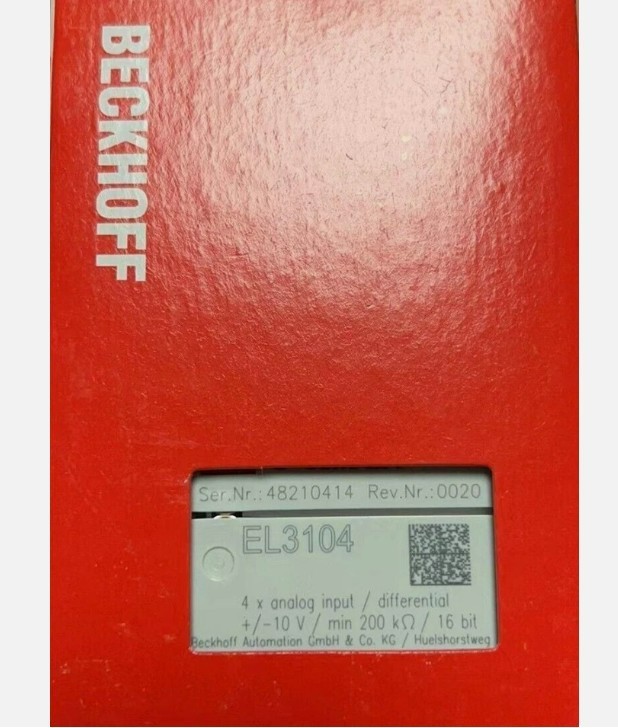 BECKHOFF
Ser.Nr.: 48210414 Rev.Nr.:0020
EL3104
4 x analog input / differential
+/-10 V / min 200 kΩ / 16 bit
Beckhoff Automation GmbH & Co. KG / Huelshorstweg